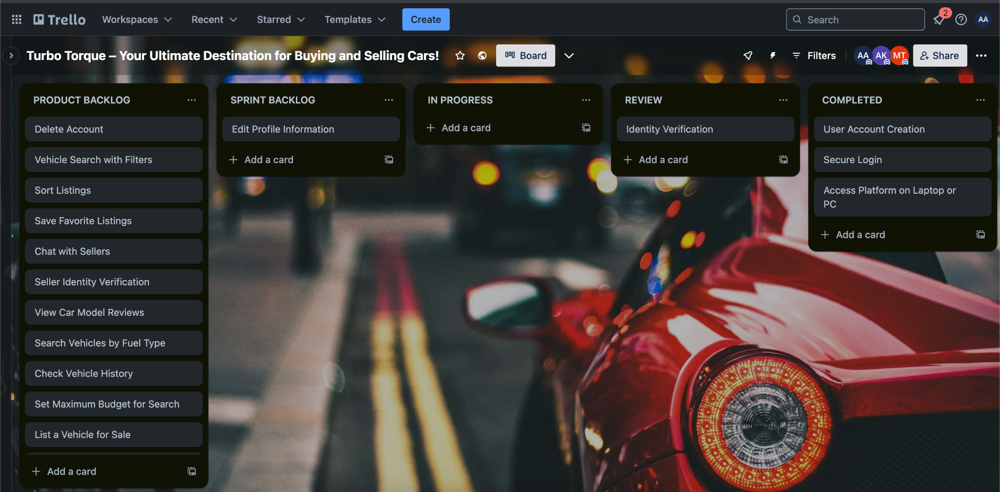 Trello
Workspaces
Recent
Starred
Templates
Create
Search
2
AA
Turbo Torque – Your Ultimate Destination for Buying and Selling Cars!
Board
Filters
AA
AK
MT
Share
PRODUCT BACKLOG
Delete Account
Vehicle Search with Filters
Sort Listings
Save Favorite Listings
Chat with Sellers
Seller Identity Verification
View Car Model Reviews
Search Vehicles by Fuel Type
Check Vehicle History
Set Maximum Budget for Search
List a Vehicle for Sale
Add a card
SPRINT BACKLOG
Edit Profile Information
Add a card
IN PROGRESS
Add a card
REVIEW
Identity Verification
Add a card
COMPLETED
User Account Creation
Secure Login
Access Platform on Laptop or
PC
Add a card